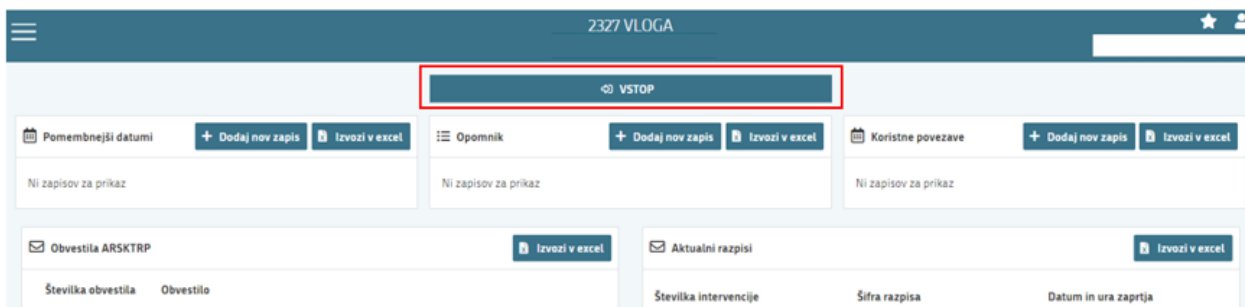 2327 VLOGA
VSTOP
Pomembnejši datumi
+ Dodaj nov zapis
Izvozi v excel
Ni zapisov za prikaz
Opomnik
+ Dodaj nov zapis
Izvozi v excel
Ni zapisov za prikaz
Koristne povezave
+ Dodaj nov zapis
Izvozi v excel
Ni zapisov za prikaz
Obvestila ARSKTRP
Izvozi v excel
Številka obvestila Obvestilo
Aktualni razpisi
Izvozi v excel
Številka intervencije Šifra razpisa Datum in ura zaprtja